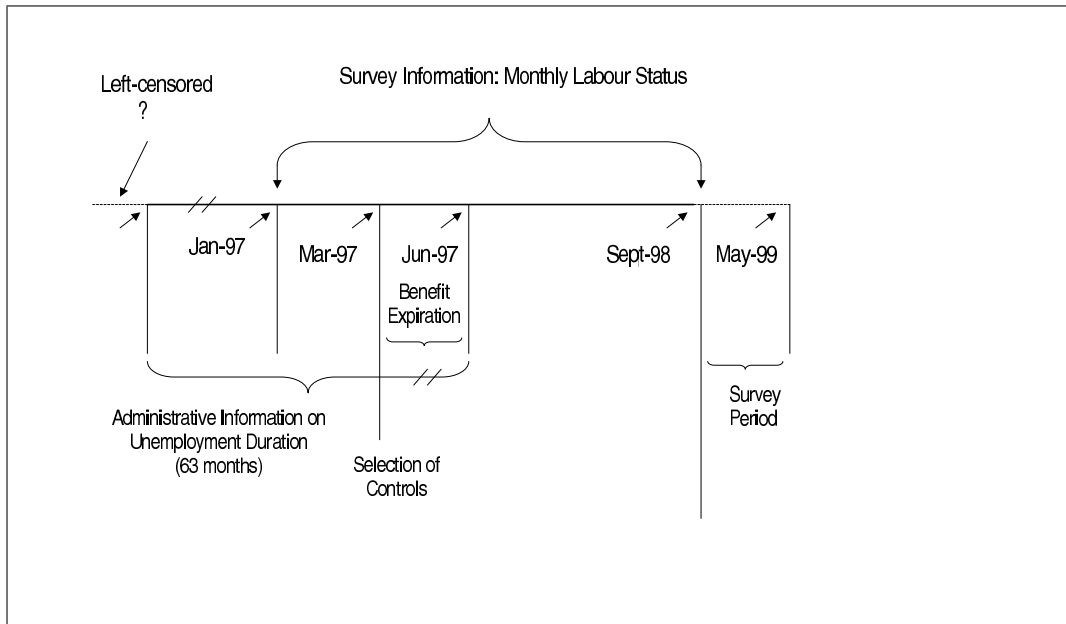 Survey Information: Monthly Labour Status
Left-censored
?
Jan-97
Mar-97
Jun-97
Sept-98
May-99
Benefit
Expiration
Administrative Information on
Unemployment Duration
(63 months)
Selection of
Controls
Survey
Period